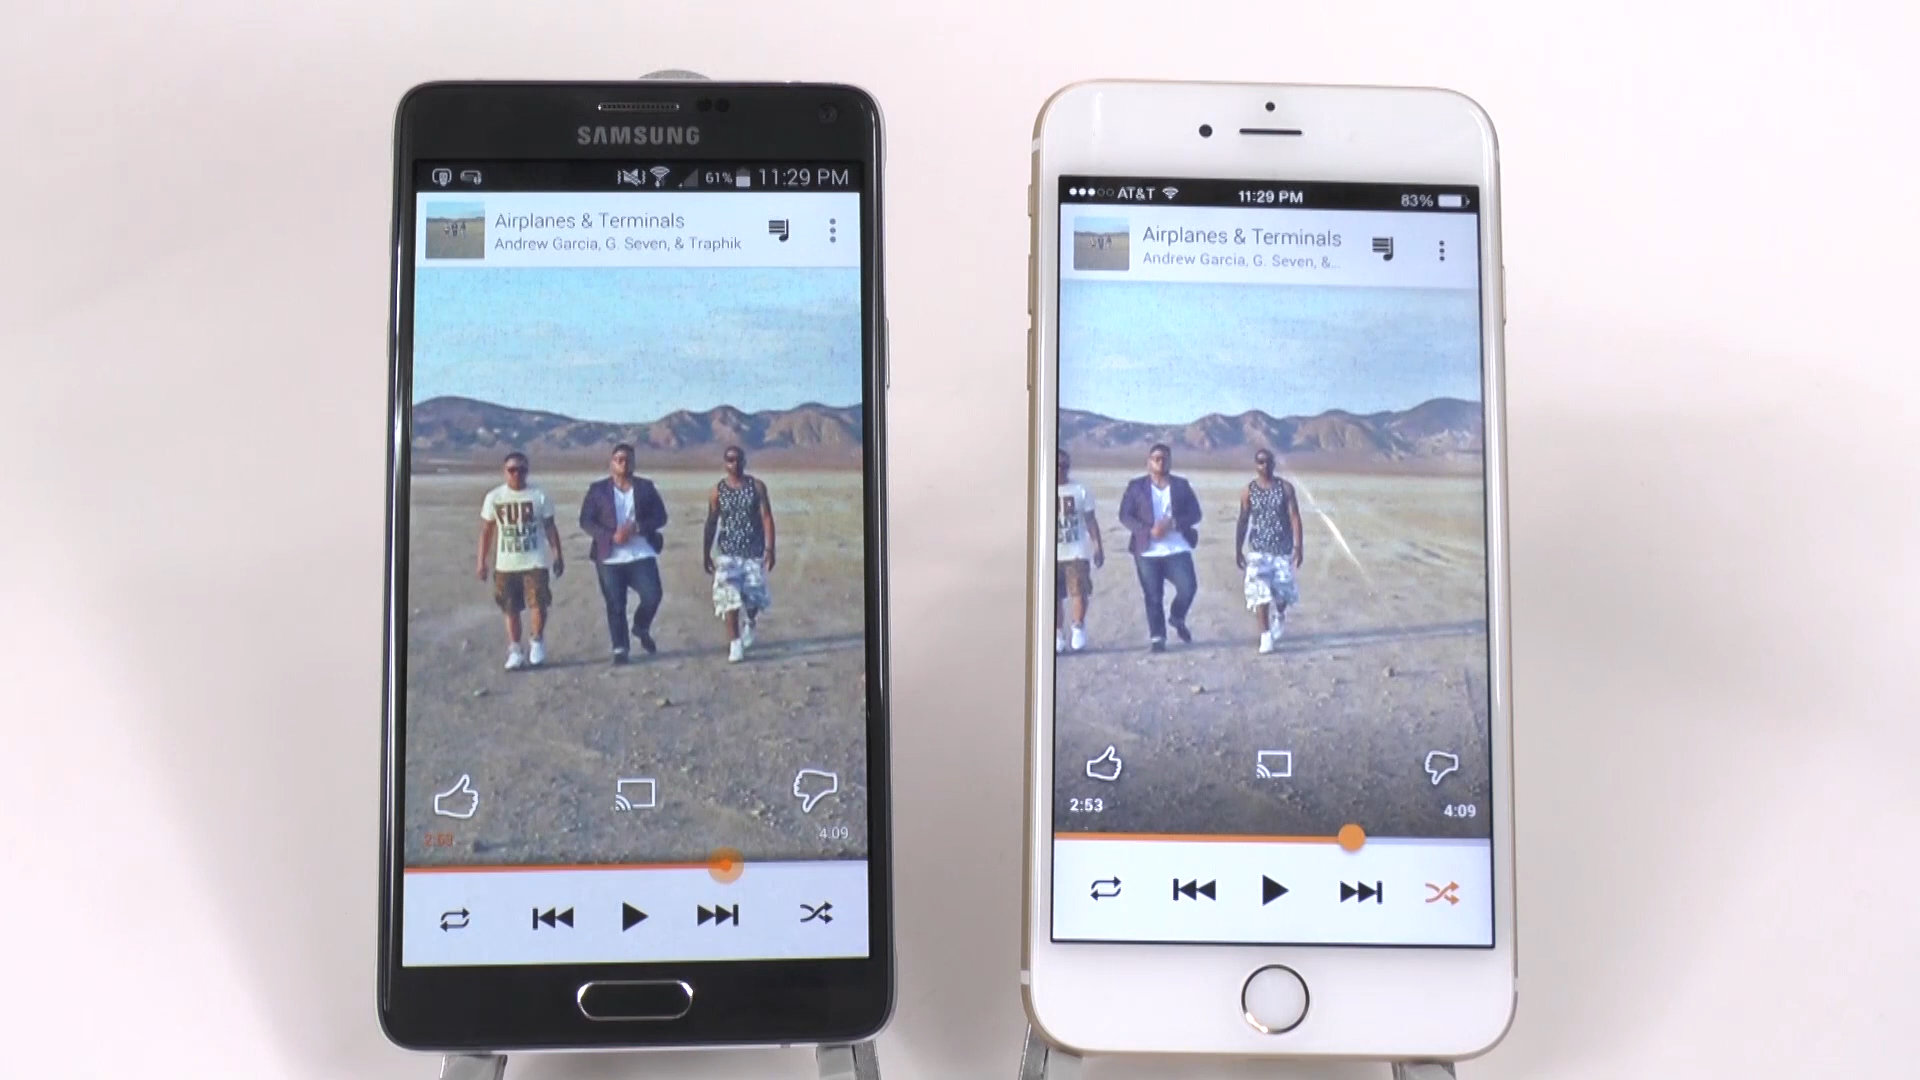 SAMSUNG
61% 11:29 PM
Airplanes & Terminals
Andrew Garcia, G. Seven, & Traphik
FUR
4:09
AT&T 11:29 PM 83%
Airplanes & Terminals
Andrew Garcia, G. Seven, &...
2:53
4:09